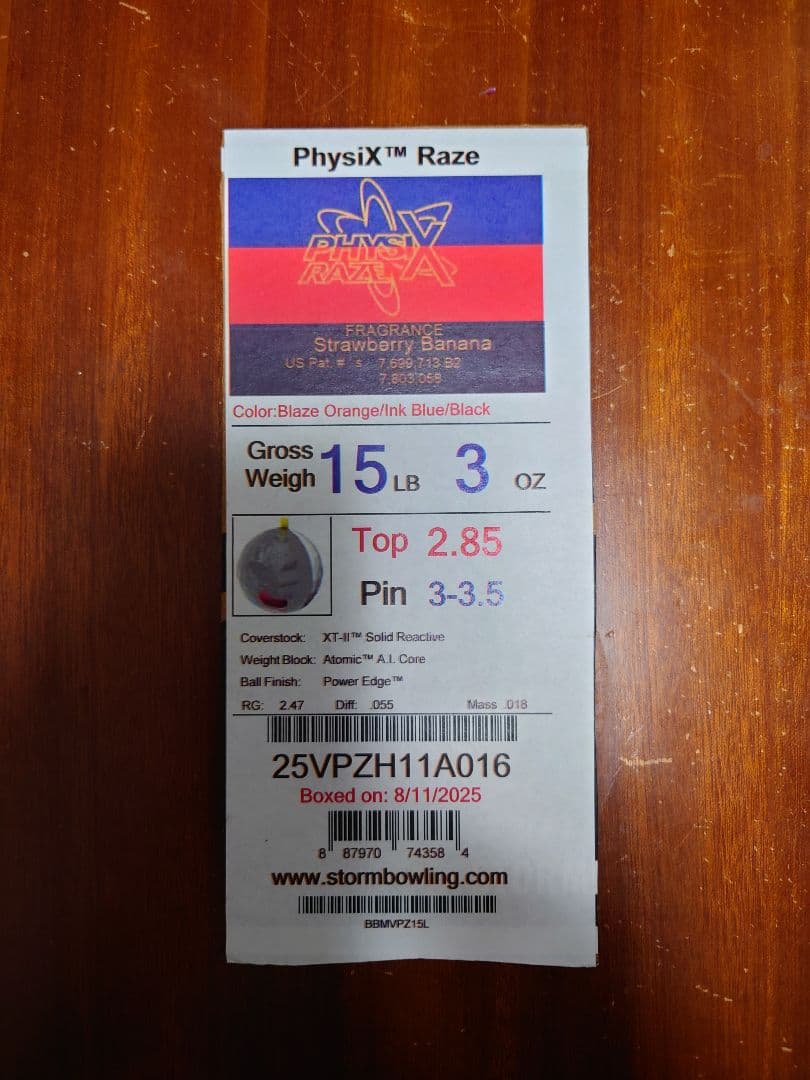 PhysiX™ Raze
PHYSIX
RAZE
FRAGRANCE
Strawberry Banana
US Pat. # s 7,699,713 B2
7,803,058
Color:Blaze Orange/Ink Blue/Black
Gross Weigh 15 LB 3 OZ
Top 2.85
Pin 3-3.5
Coverstock: XT-II™ Solid Reactive
Weight Block: Atomic™ A.I. Core
Ball Finish: Power Edge™
RG: 2.47 Diff: .055 Mass .018
25VPZH11A016
Boxed on: 8/11/2025
8 87970 74358 4
www.stormbowling.com
BBMVPZ15L